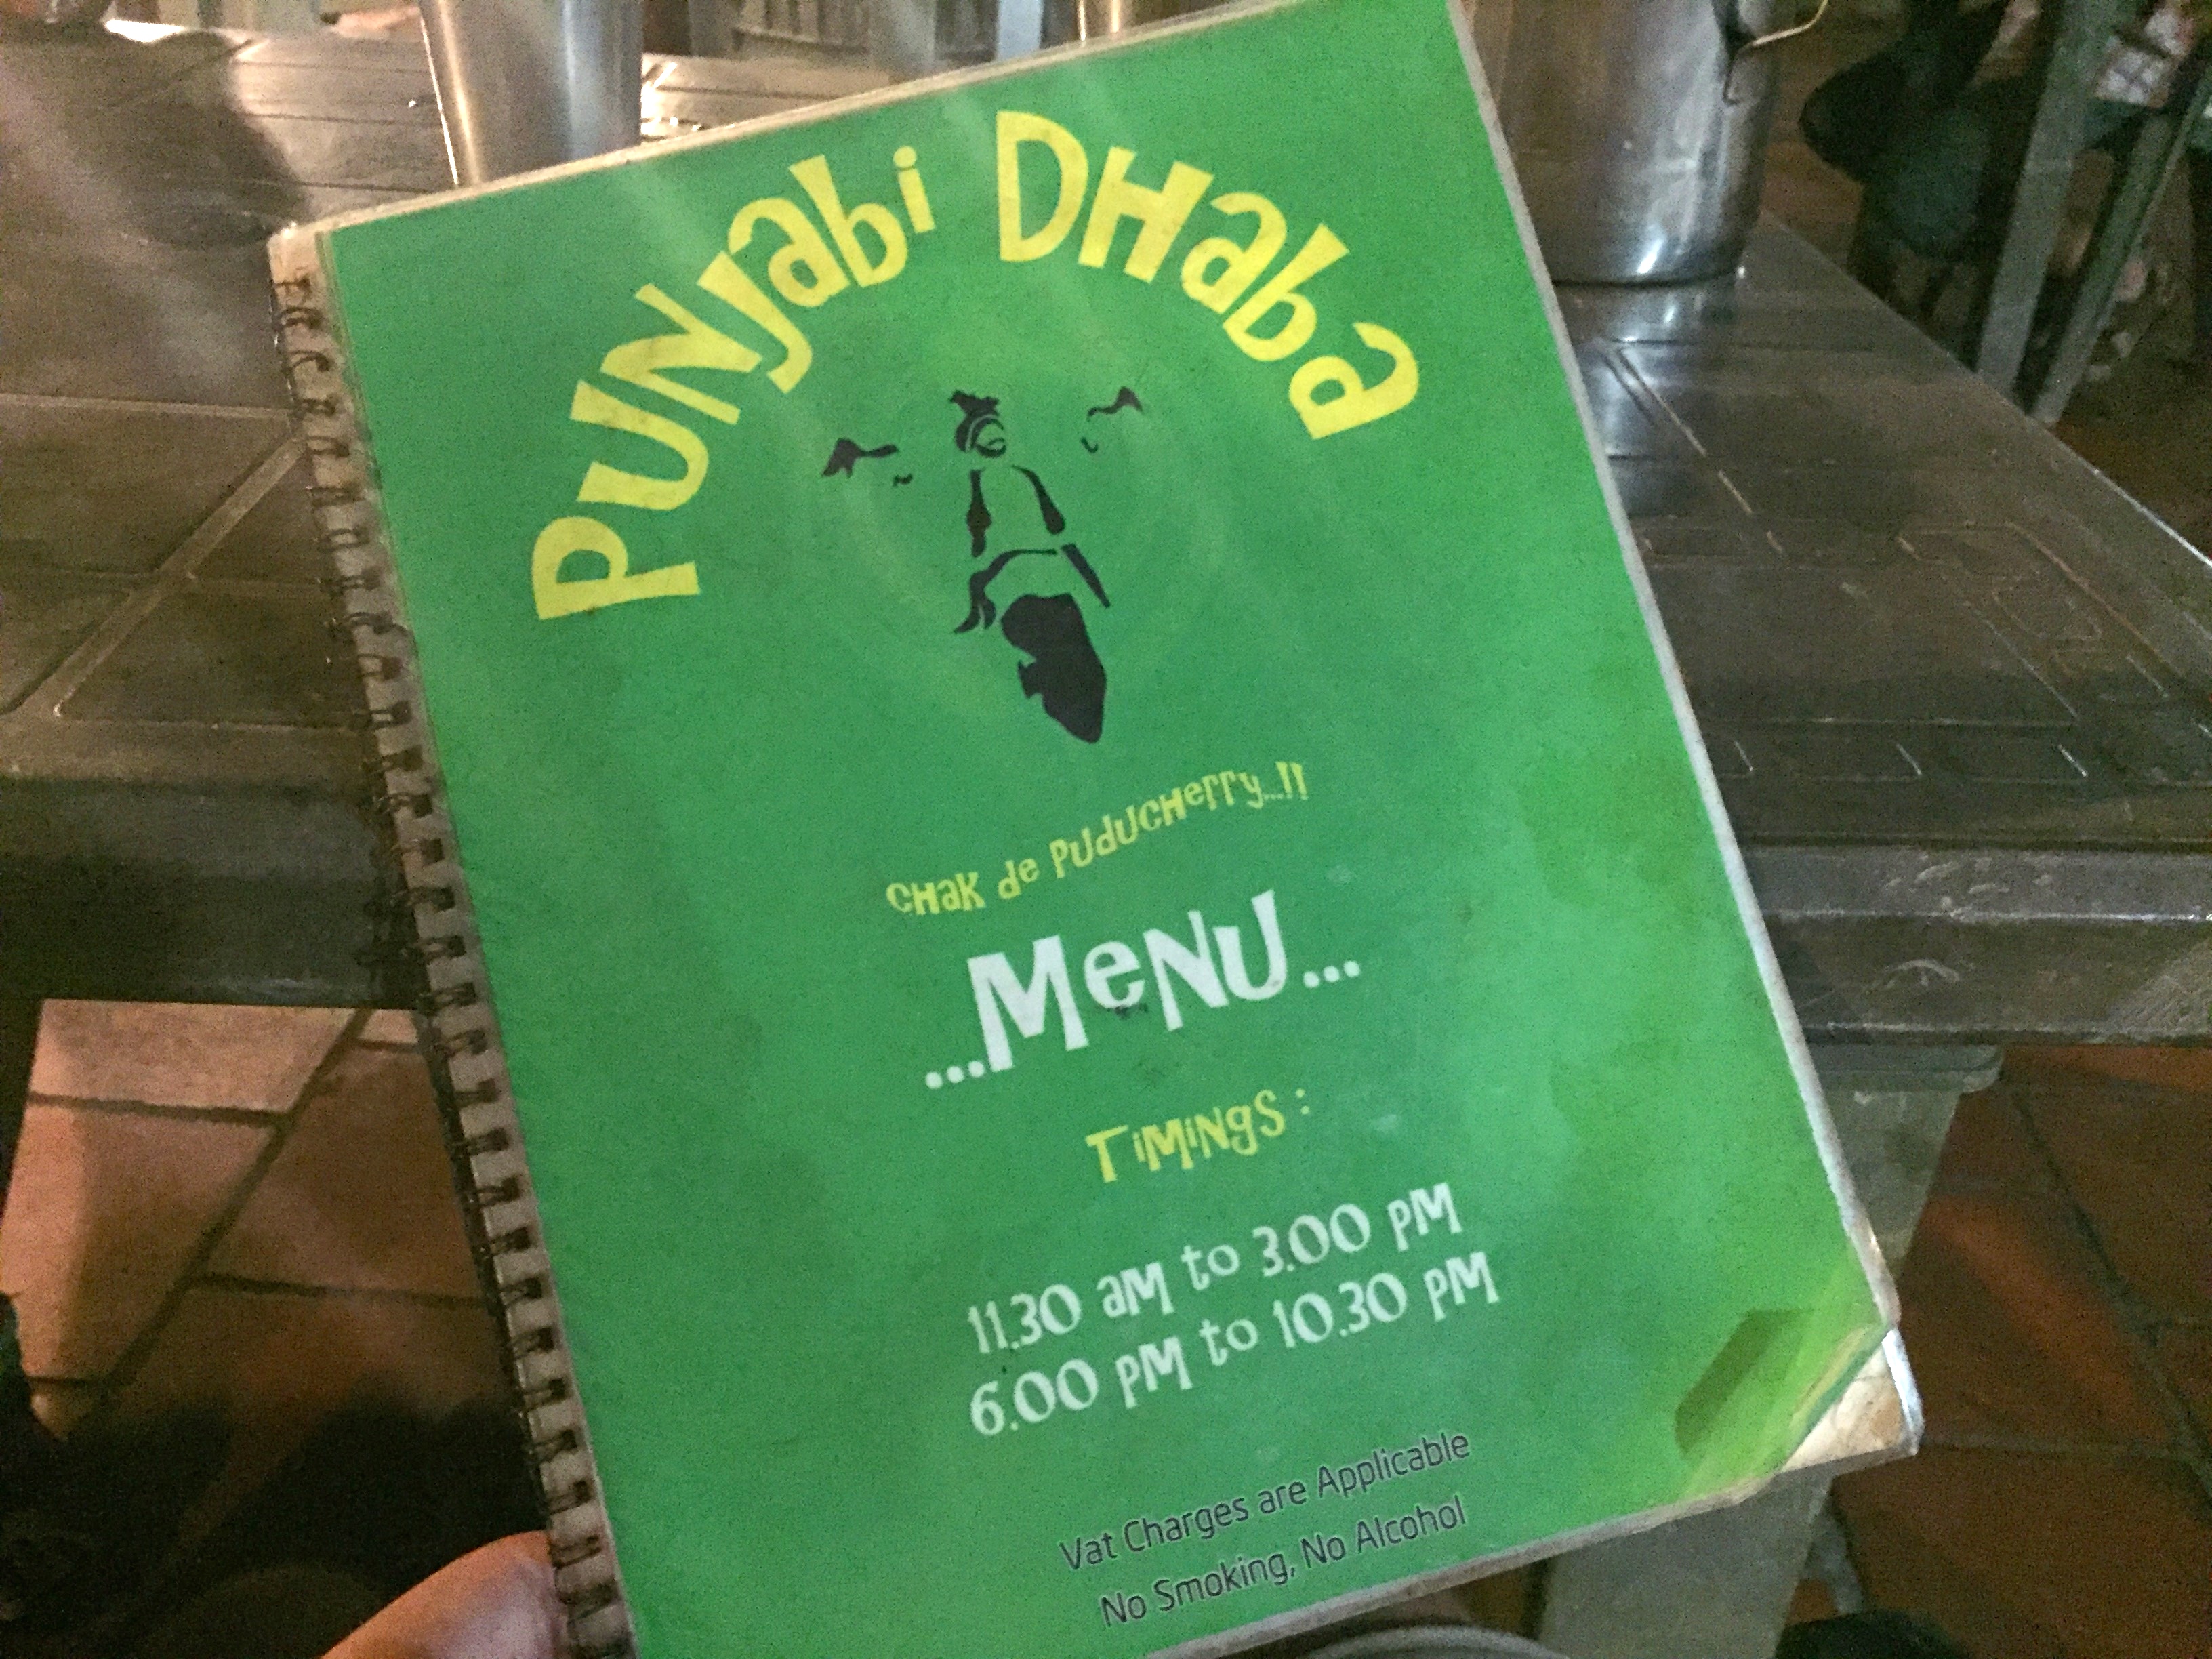 PUNjabi DHaba
CHaK de PUdUCHerry...!!
...MeNU...
TiMiNgS :
11.30 aM to 3.00 PM
6.00 PM to 10.30 PM
Vat Charges are Applicable
No Smoking, No Alcohol